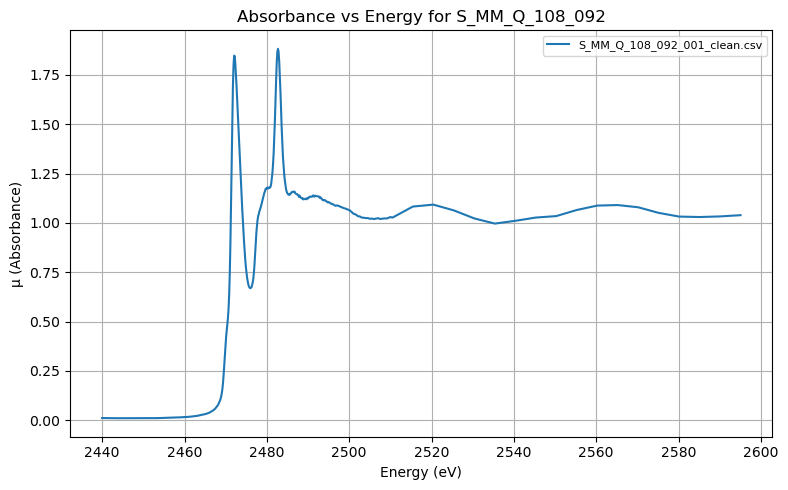 Absorbance vs Energy for S_MM_Q_108_092
S_MM_Q_108_092_001_clean.csv
μ (Absorbance)
1.75
1.50
1.25
1.00
0.75
0.50
0.25
0.00
2440 2460 2480 2500 2520 2540 2560 2580 2600
Energy (eV)